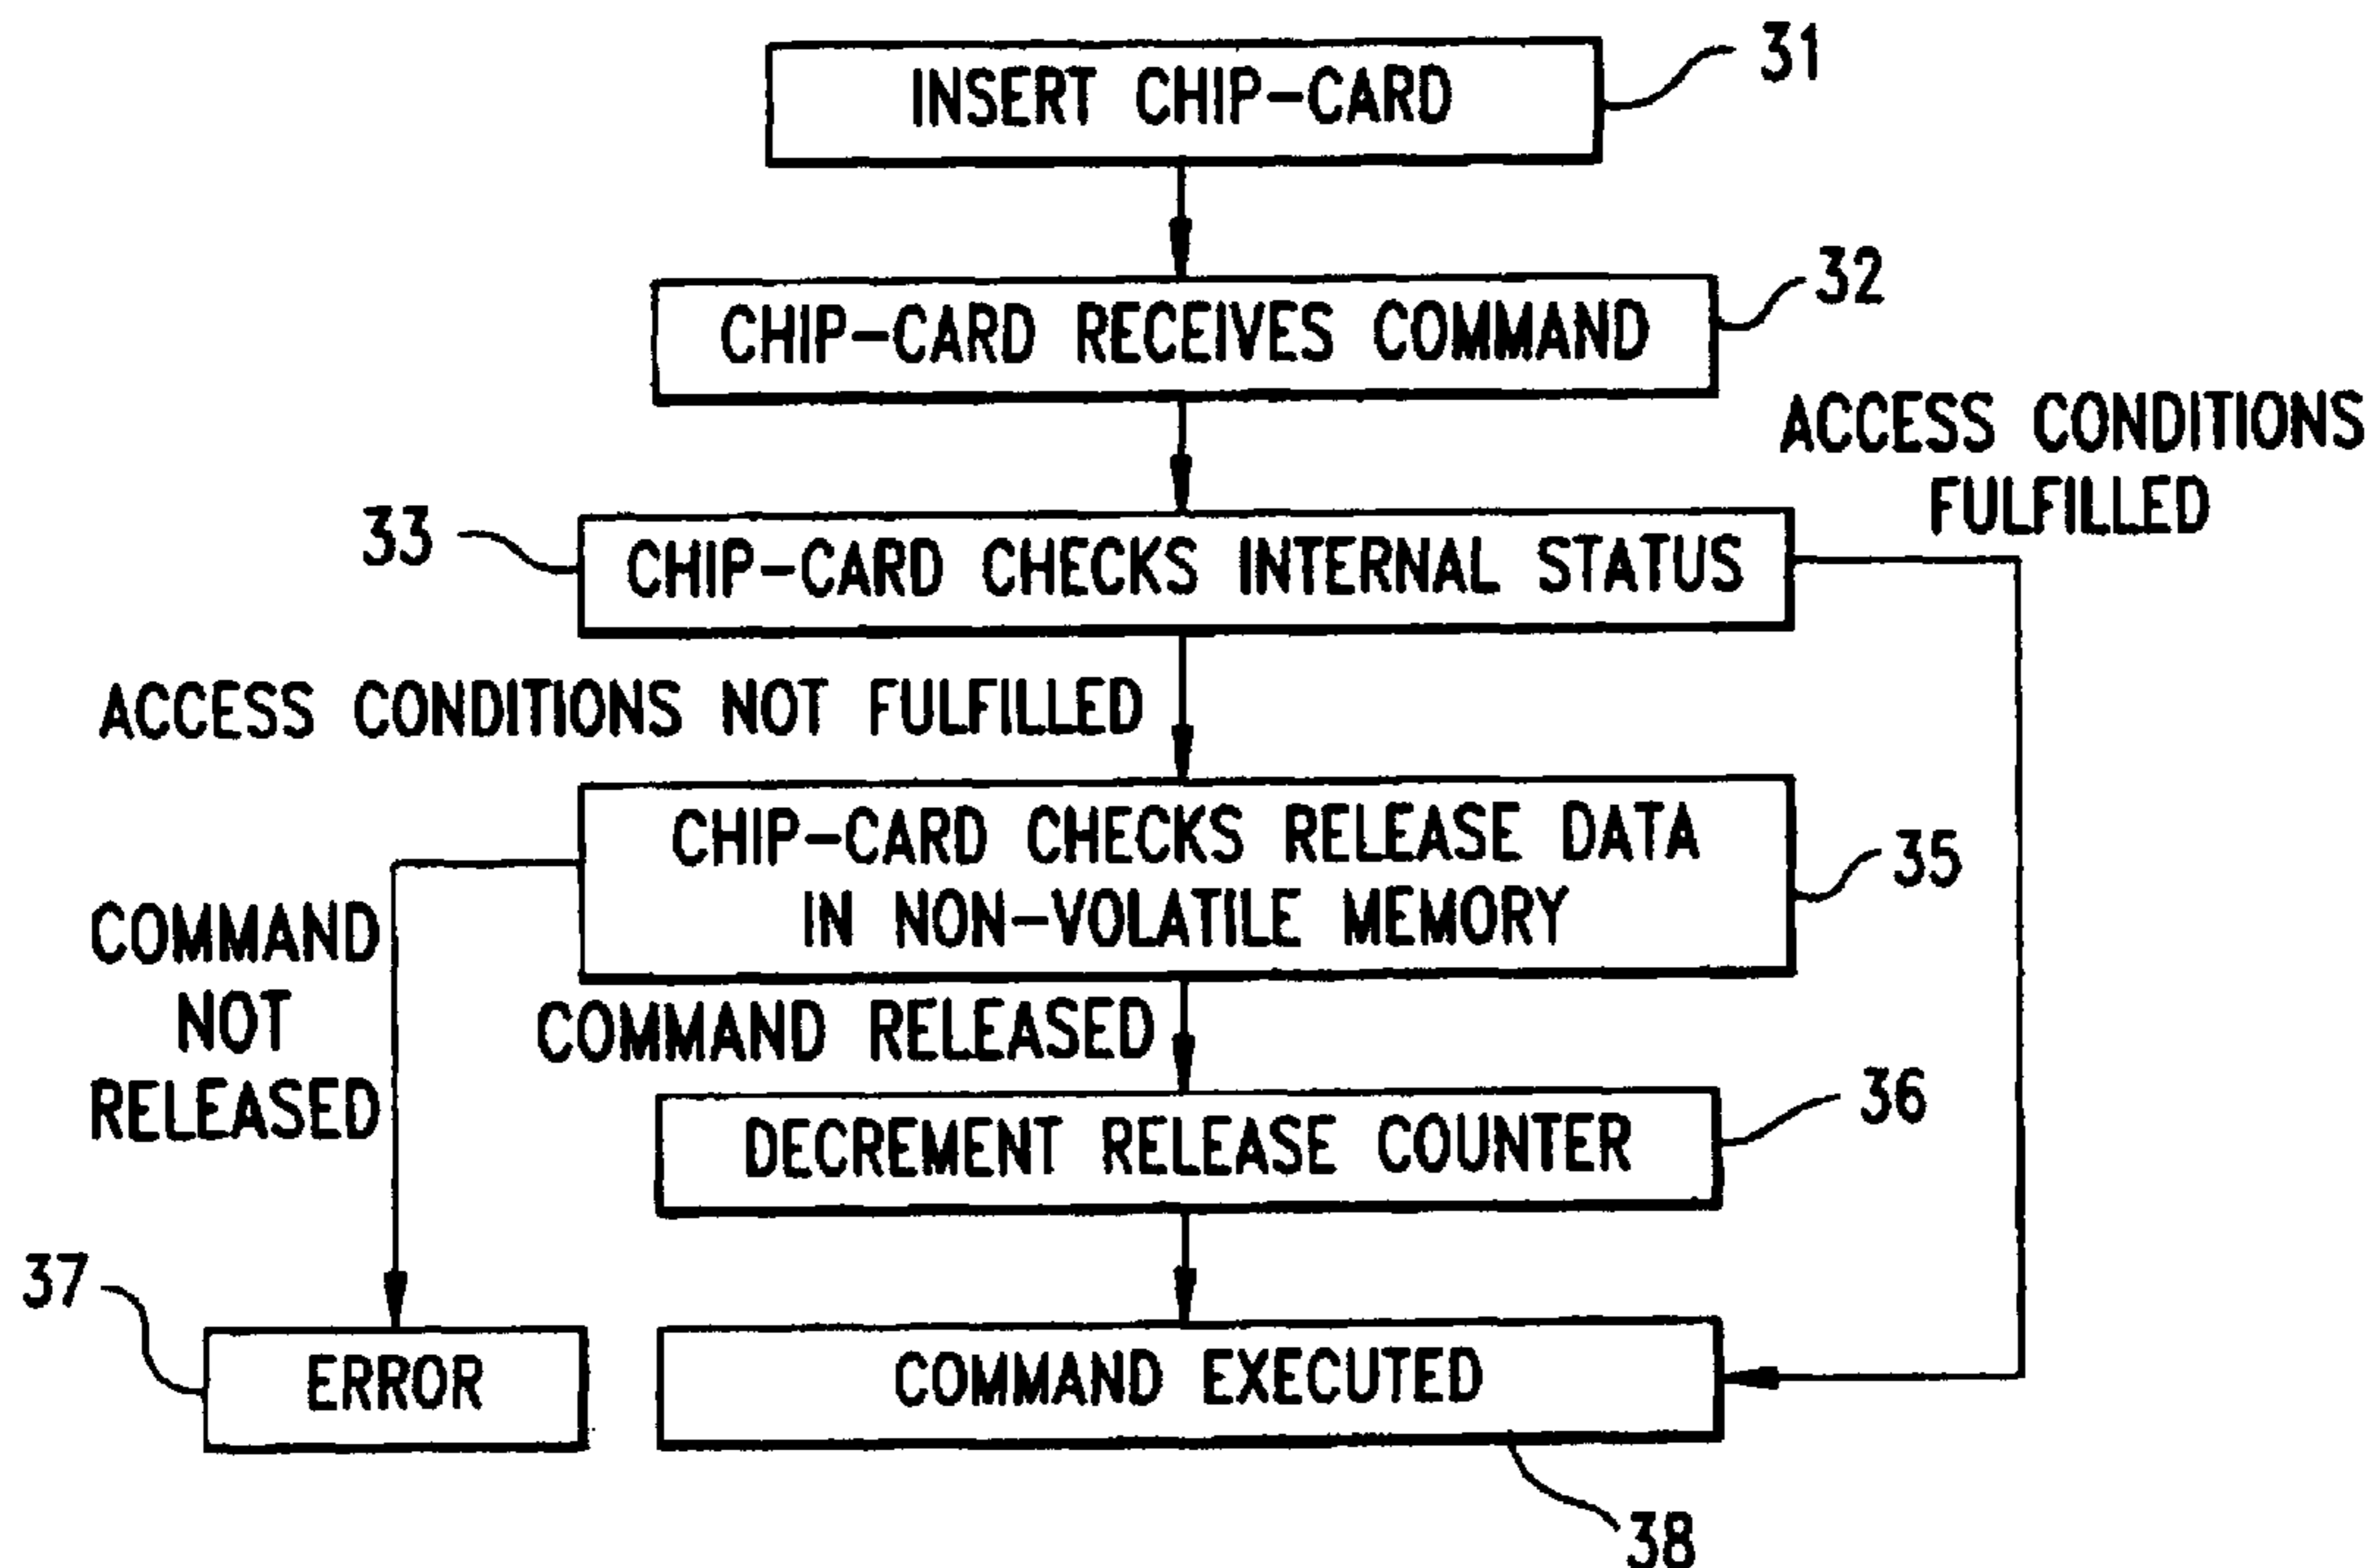 INSERT CHIP-CARD
31
CHIP-CARD RECEIVES COMMAND
32
ACCESS CONDITIONS
FULFILLED
33
CHIP-CARD CHECKS INTERNAL STATUS
ACCESS CONDITIONS NOT FULFILLED
CHIP-CARD CHECKS RELEASE DATA
IN NON-VOLATILE MEMORY
35
COMMAND
NOT
RELEASED
COMMAND RELEASED
DECREMENT RELEASE COUNTER
36
37
ERROR
COMMAND EXECUTED
38